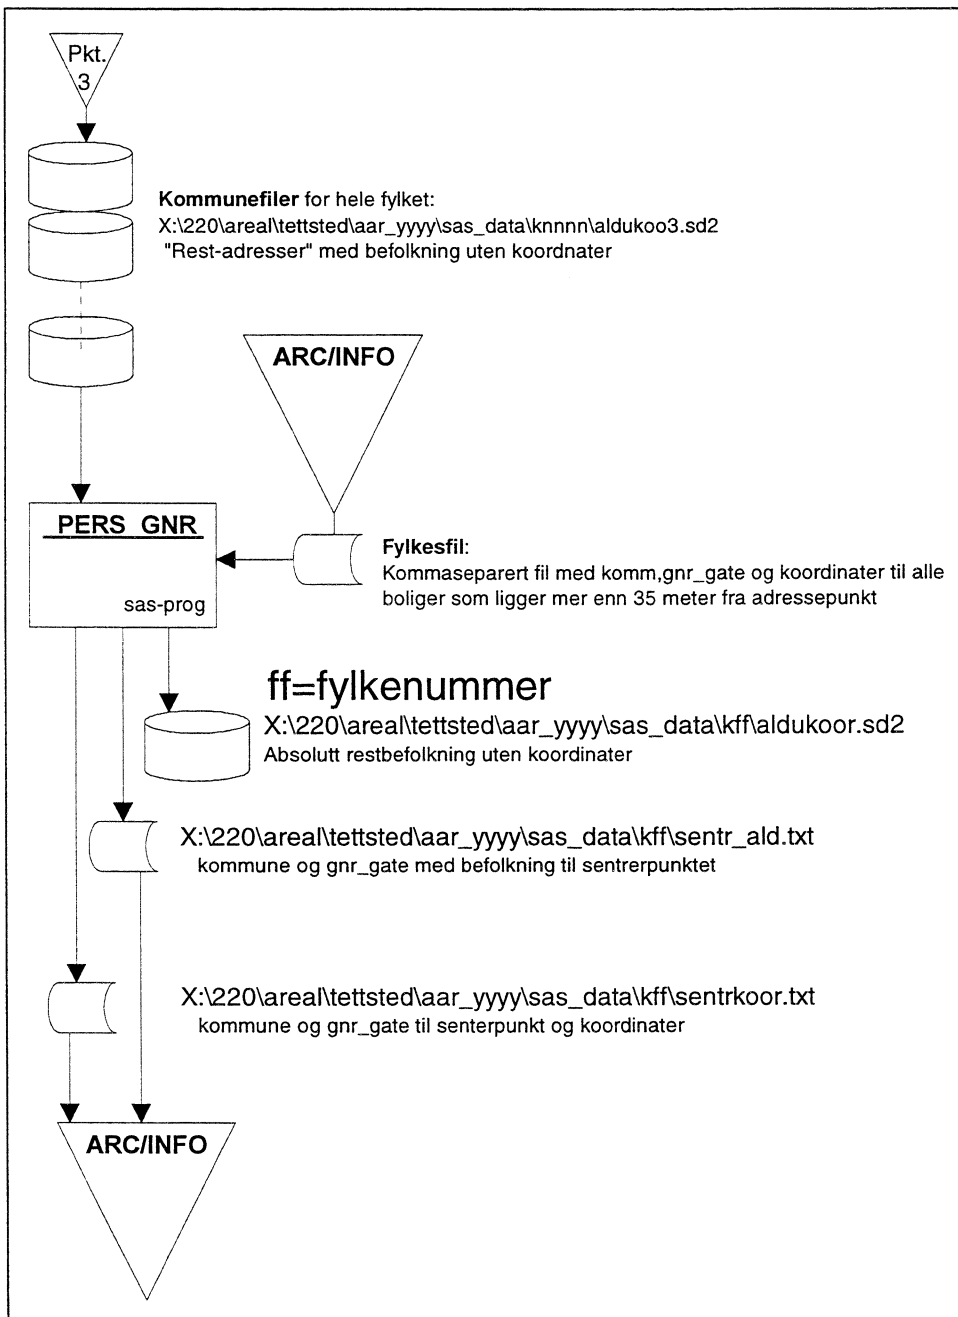 Pkt.
3
Kommunefiler for hele fylket:
X:\220\areal\tettsted\aar_yyyy\sas_data\knnnn\aldukoo3.sd2
"Rest-adresser" med befolkning uten koordnater
ARC/INFO
PERS_GNR
sas-prog
Fylkesfil:
Kommaseparert fil med komm,gnr_gate og koordinater til alle
boliger som ligger mer enn 35 meter fra adressepunkt
ff=fylkenummer
X:\220\areal\tettsted\aar_yyyy\sas_data\kff\aldukoor.sd2
Absolutt restbefolkning uten koordinater
X:\220\areal\tettsted\aar_yyyy\sas_data\kff\sentr_ald.txt
kommune og gnr_gate med befolkning til sentrerpunktet
X:\220\areal\tettsted\aar_yyyy\sas_data\kff\sentrkoor.txt
kommune og gnr_gate til senterpunkt og koordinater
ARC/INFO